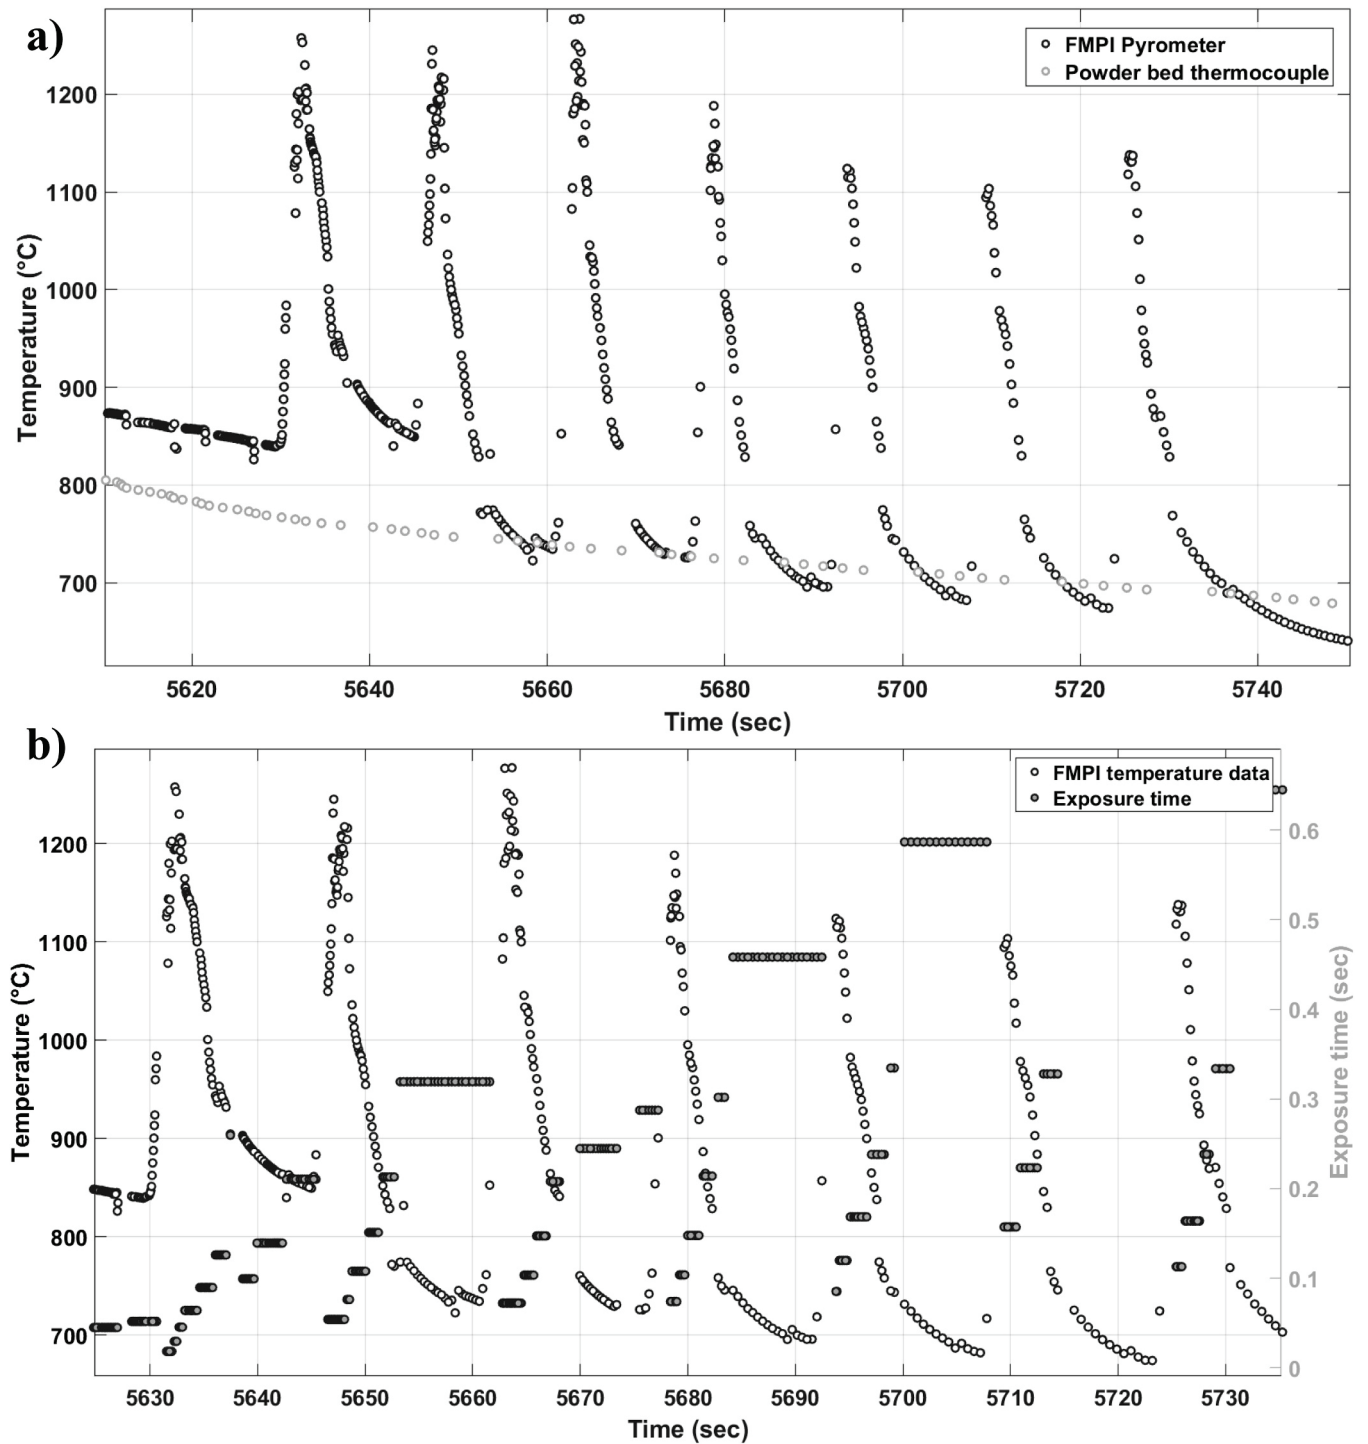 a)
FMPI Pyrometer
Powder bed thermocouple
1200
1100
1000
900
800
700
Temperature (°C)
5620 5640 5660 5680 5700 5720 5740
Time (sec)
b)
FMPI temperature data
Exposure time
1200
1100
1000
900
800
700
Temperature (°C)
0.6
0.5
0.4
0.3
0.2
0.1
0
Exposure time (sec)
5630 5640 5650 5660 5670 5680 5690 5700 5710 5720 5730
Time (sec)